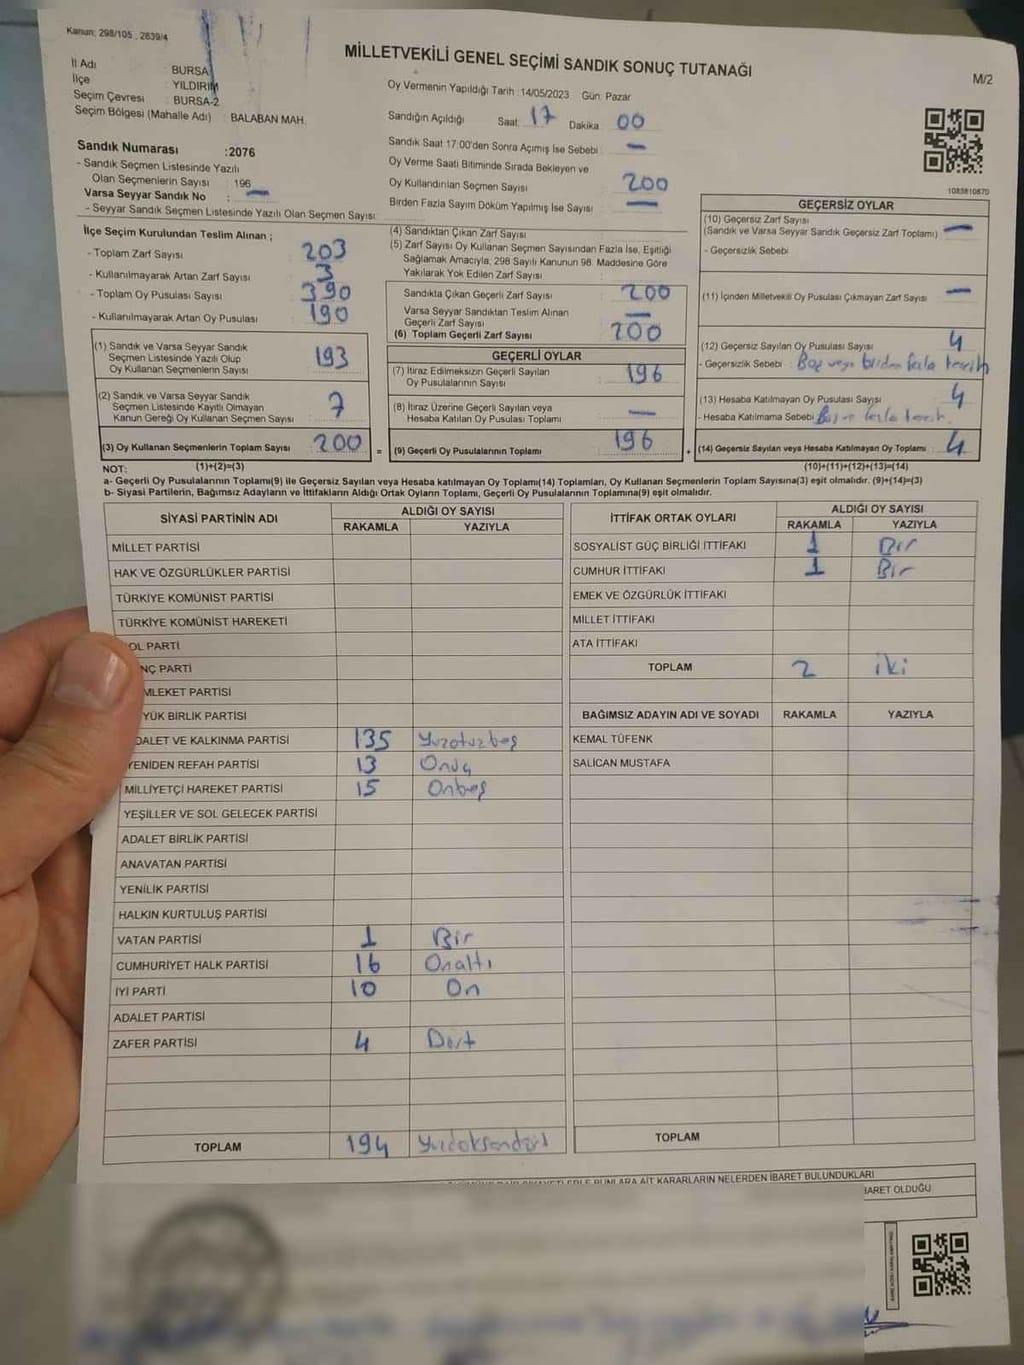 Kanun; 298/105 , 2839/4
MİLLETVEKİLİ GENEL SEÇİMİ SANDIK SONUÇ TUTANAĞI
M/2
İl Adı : BURSA
İlçe : YILDIRIM
Seçim Çevresi : BURSA-2
Seçim Bölgesi (Mahalle Adı) : BALABAN MAH.
Sandık Numarası :2076
- Sandık Seçmen Listesinde Yazılı
Olan Seçmenlerin Sayısı : 196
Varsa Seyyar Sandık No : —
- Seyyar Sandık Seçmen Listesinde Yazılı Olan Seçmen Sayısı:
Oy Vermenin Yapıldığı Tarih :14/05/2023 Gün: Pazar
Sandığın Açıldığı Saat: 17 Dakika 00
Sandık Saat 17:00'den Sonra Açımış İse Sebebi : —
Oy Verme Saati Bitiminde Sırada Bekleyen ve
Oy Kullandırılan Seçmen Sayısı : 200
Birden Fazla Sayım Döküm Yapılmış İse Sayısı : —
1083810870
İlçe Seçim Kurulundan Teslim Alınan ;
- Toplam Zarf Sayısı : 203
- Kullanılmayarak Artan Zarf Sayısı : 3
- Toplam Oy Pusulası Sayısı : 390
- Kullanılmayarak Artan Oy Pusulası : 190
(1) Sandık ve Varsa Seyyar Sandık
Seçmen Listesinde Yazılı Olup
Oy Kullanan Seçmenlerin Sayısı : 193
(2) Sandık ve Varsa Seyyar Sandık
Seçmen Listesinde Kayıtlı Olmayan
Kanun Gereği Oy Kullanan Seçmen Sayısı : 7
(3) Oy Kullanan Seçmenlerin Toplam Sayısı : 200
(4) Sandıktan Çıkan Zarf Sayısı :
(5) Zarf Sayısı Oy Kullanan Seçmen Sayısından Fazla İse, Eşitliği
Sağlamak Amacıyla, 298 Sayılı Kanunun 98. Maddesine Göre
Yakılarak Yok Edilen Zarf Sayısı :
Sandıkta Çıkan Geçerli Zarf Sayısı : 200
Varsa Seyyar Sandıktan Teslim Alınan
Geçerli Zarf Sayısı : —
(6) Toplam Geçerli Zarf Sayısı : 200
GEÇERLİ OYLAR
(7) İtiraz Edilmeksizin Geçerli Sayılan
Oy Pusulalarının Sayısı : 196
(8) İtiraz Üzerine Geçerli Sayılan veya
Hesaba Katılan Oy Pusulası Toplamı : —
= (9) Geçerli Oy Pusulalarının Toplamı : 196
GEÇERSİZ OYLAR
(10) Geçersiz Zarf Sayısı
(Sandık ve Varsa Seyyar Sandık Geçersiz Zarf Toplamı) : —
- Geçersizlik Sebebi :
(11) İçinden Milletvekili Oy Pusulası Çıkmayan Zarf Sayısı : —
(12) Geçersiz Sayılan Oy Pusulası Sayısı : 4
- Geçersizlik Sebebi : Boş veya birden fazla tercih
(13) Hesaba Katılmayan Oy Pusulası Sayısı : 4
- Hesaba Katılmama Sebebi: Boş ve fazla tercih
+ (14) Geçersiz Sayılan veya Hesaba Katılmayan Oy Toplamı : 4
NOT: (1)+(2)=(3)
(10)+(11)+(12)+(13)=(14)
a- Geçerli Oy Pusulalarının Toplamı(9) ile Geçersiz Sayılan veya Hesaba Katılmayan Oy Toplamı(14) Toplamları, Oy Kullanan Seçmenlerin Toplam Sayısına(3) eşit olmalıdır. (9)+(14)=(3)
b- Siyasi Partilerin, Bağımsız Adayların ve İttifakların Aldığı Ortak Oyların Toplamı, Geçerli Oy Pusulalarının Toplamına(9) eşit olmalıdır.
SİYASİ PARTİNİN ADI
ALDIĞI OY SAYISI
RAKAMLA YAZIYLA
MİLLET PARTİSİ
HAK VE ÖZGÜRLÜKLER PARTİSİ
TÜRKİYE KOMÜNİST PARTİSİ
TÜRKİYE KOMÜNİST HAREKETİ
OL PARTİ
NÇ PARTİ
MLEKET PARTİSİ
YÜK BİRLİK PARTİSİ
DALET VE KALKINMA PARTİSİ 135 Yüzotuzbeş
YENİDEN REFAH PARTİSİ 13 Onüç
MİLLİYETÇİ HAREKET PARTİSİ 15 Onbeş
YEŞİLLER VE SOL GELECEK PARTİSİ
ADALET BİRLİK PARTİSİ
ANAVATAN PARTİSİ
YENİLİK PARTİSİ
HALKIN KURTULUŞ PARTİSİ
VATAN PARTİSİ 1 Bir
CUMHURİYET HALK PARTİSİ 16 Onaltı
İYİ PARTİ 10 On
ADALET PARTİSİ
ZAFER PARTİSİ 4 Dört
TOPLAM 194 Yüzdoksandört
İTTİFAK ORTAK OYLARI
ALDIĞI OY SAYISI
RAKAMLA YAZIYLA
SOSYALİST GÜÇ BİRLİĞİ İTTİFAKI 1 Bir
CUMHUR İTTİFAKI 1 Bir
EMEK VE ÖZGÜRLÜK İTTİFAKI
MİLLET İTTİFAKI
ATA İTTİFAKI
TOPLAM 2 iki
BAĞIMSIZ ADAYIN ADI VE SOYADI RAKAMLA YAZIYLA
KEMAL TÜFENK
SALİCAN MUSTAFA
TOPLAM
KARARLARIN NELERDEN İBARET BULUNDUKLARI
BARET OLDUĞU